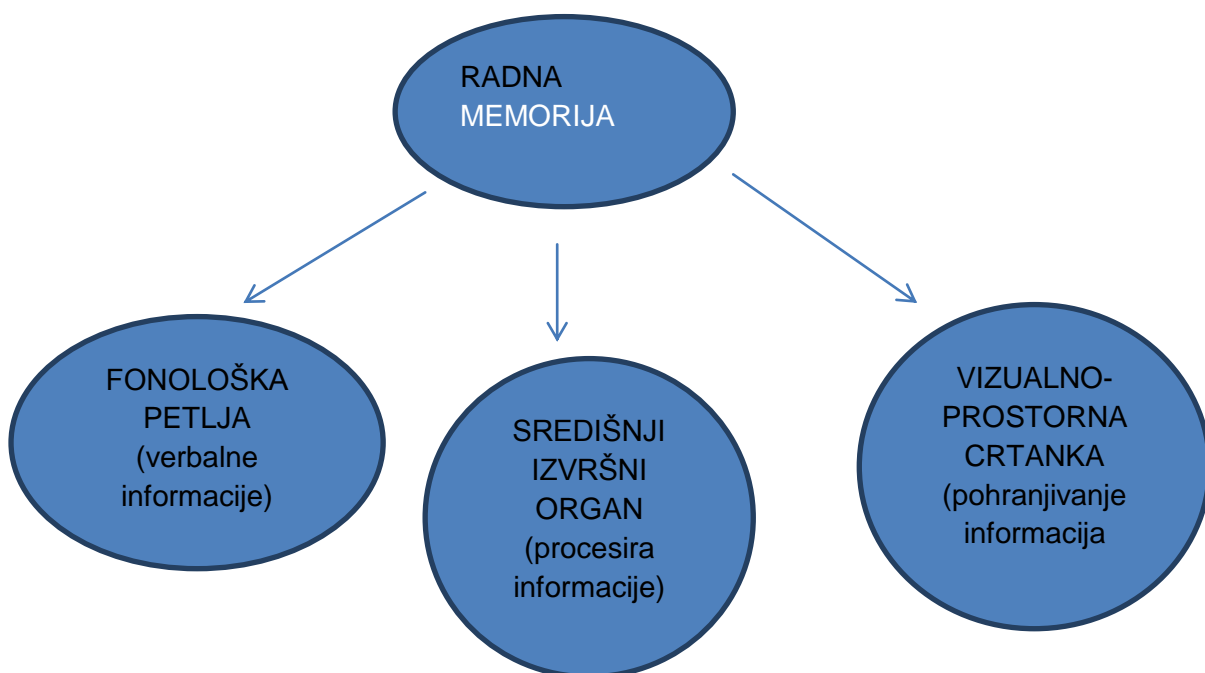 RADNA
MEMORIJA
FONOLOŠKA
PETLJA
(verbalne
informacije)
SREDIŠNJI
IZVRŠNI
ORGAN
(procesira
informacije)
VIZUALNO-
PROSTORNA
CRTANKA
(pohranjivanje
informacija